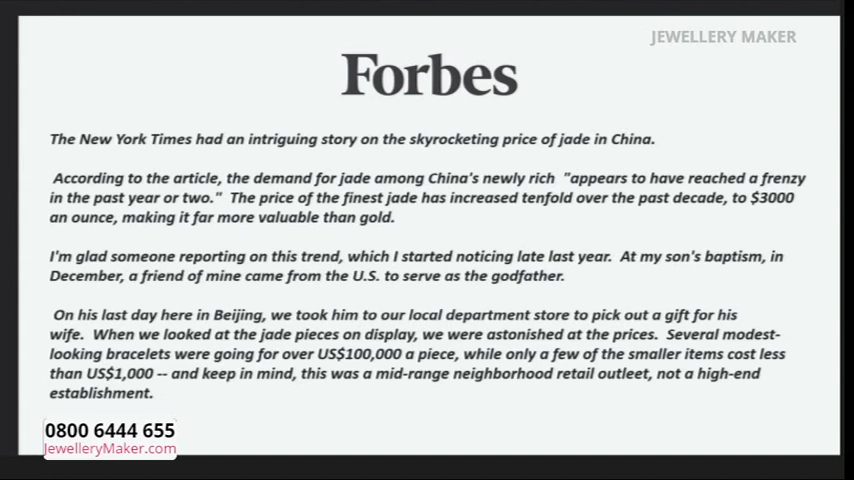 JEWELLERY MAKER
Forbes
The New York Times had an intriguing story on the skyrocketing price of jade in China.
According to the article, the demand for jade among China's newly rich "appears to have reached a frenzy
in the past year or two." The price of the finest jade has increased tenfold over the past decade, to $3000
an ounce, making it far more valuable than gold.
I'm glad someone reporting on this trend, which I started noticing late last year. At my son's baptism, in
December, a friend of mine came from the U.S. to serve as the godfather.
On his last day here in Beijing, we took him to our local department store to pick out a gift for his
wife. When we looked at the jade pieces on display, we were astonished at the prices. Several modest-
looking bracelets were going for over US$100,000 a piece, while only a few of the smaller items cost less
than US$1,000 -- and keep in mind, this was a mid-range neighborhood retail outleet, not a high-end
establishment.
0800 6444 655
JewelleryMaker.com